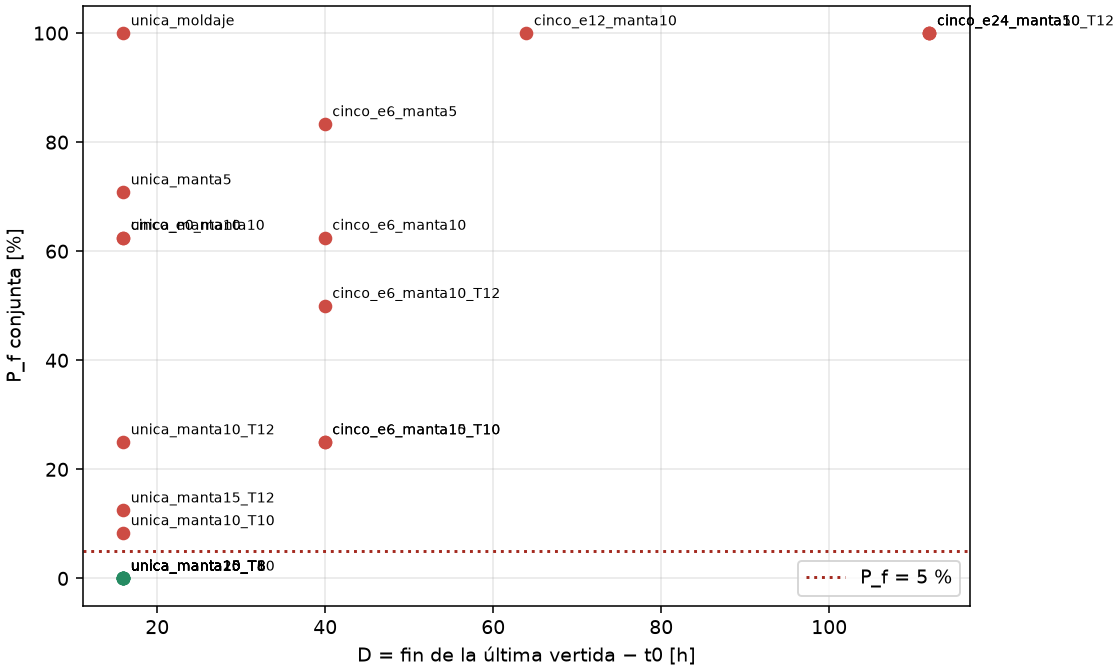 unica_moldaje
cinco_e12_manta10
cinco_e6_manta5
unica_manta5
cinco_e6_manta10
cinco_e6_manta10_T12
unica_manta10_T12
unica_manta15_T12
unica_manta10_T10
P_f = 5 %
P_f conjunta [%]
100
80
60
40
20
0
20
40
60
80
100
D = fin de la última vertida − t0 [h]